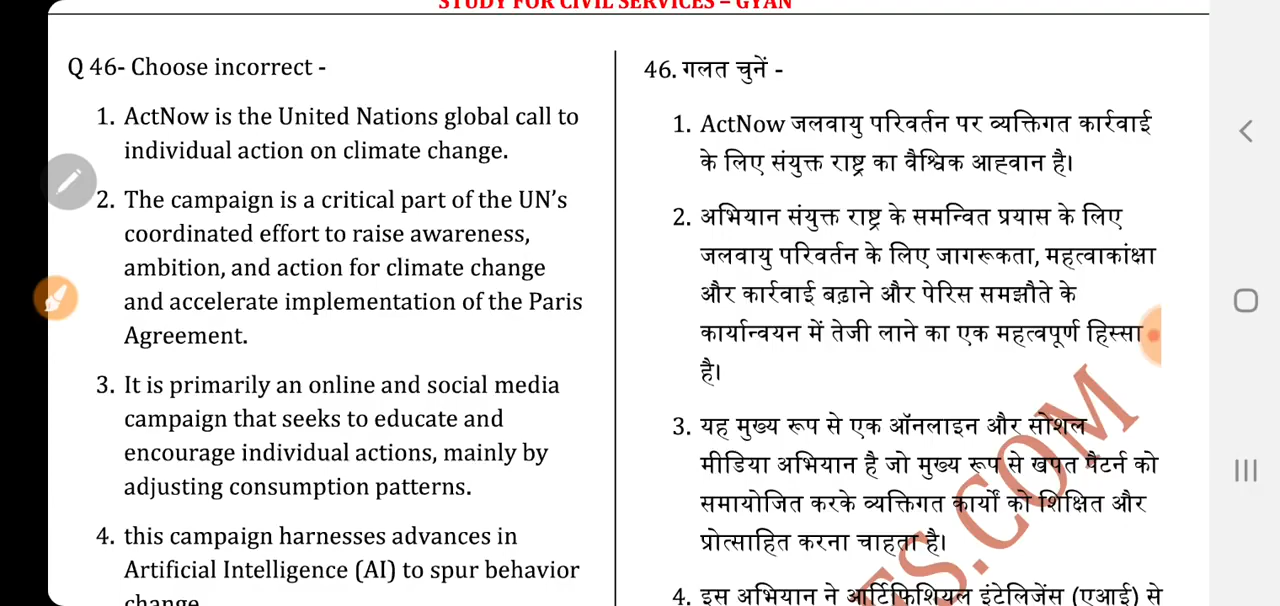 STUDY FOR CIVIL SERVICES – GYAN
Q 46- Choose incorrect -
1. ActNow is the United Nations global call to
individual action on climate change.
2. The campaign is a critical part of the UN's
coordinated effort to raise awareness,
ambition, and action for climate change
and accelerate implementation of the Paris
Agreement.
3. It is primarily an online and social media
campaign that seeks to educate and
encourage individual actions, mainly by
adjusting consumption patterns.
4. this campaign harnesses advances in
Artificial Intelligence (AI) to spur behavior
change
46. गलत चुनें -
1. ActNow जलवायु परिवर्तन पर व्यक्तिगत कार्रवाई
के लिए संयुक्त राष्ट्र का वैश्विक आह्वान है।
2. अभियान संयुक्त राष्ट्र के समन्वित प्रयास के लिए
जलवायु परिवर्तन के लिए जागरूकता, महत्वाकांक्षा
और कार्रवाई बढ़ाने और पेरिस समझौते के
कार्यान्वयन में तेजी लाने का एक महत्वपूर्ण हिस्सा
है।
3. यह मुख्य रूप से एक ऑनलाइन और सोशल
मीडिया अभियान है जो मुख्य रूप से खपत पैटर्न को
समायोजित करके व्यक्तिगत कार्यों को शिक्षित और
प्रोत्साहित करना चाहता है।
4. इस अभियान ने आर्टिफिशियल इंटेलिजेंस (एआई) से
ES.COM